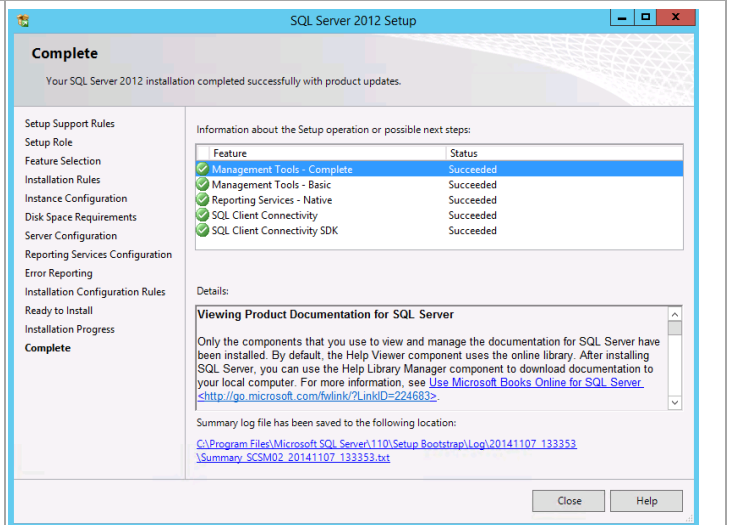 SQL Server 2012 Setup
Complete
Your SQL Server 2012 installation completed successfully with product updates.
Setup Support Rules
Setup Role
Feature Selection
Installation Rules
Instance Configuration
Disk Space Requirements
Server Configuration
Reporting Services Configuration
Error Reporting
Installation Configuration Rules
Ready to Install
Installation Progress
Complete
Information about the Setup operation or possible next steps:
Feature Status
Management Tools - Complete Succeeded
Management Tools - Basic Succeeded
Reporting Services - Native Succeeded
SQL Client Connectivity Succeeded
SQL Client Connectivity SDK Succeeded
Details:
Viewing Product Documentation for SQL Server
Only the components that you use to view and manage the documentation for SQL Server have
been installed. By default, the Help Viewer component uses the online library. After installing
SQL Server, you can use the Help Library Manager component to download documentation to
your local computer. For more information, see Use Microsoft Books Online for SQL Server
<http://go.microsoft.com/fwlink/?LinkID=224683>.
Summary log file has been saved to the following location:
C:\Program Files\Microsoft SQL Server\110\Setup Bootstrap\Log\20141107_133353
\Summary_SCSM02_20141107_133353.txt
Close Help